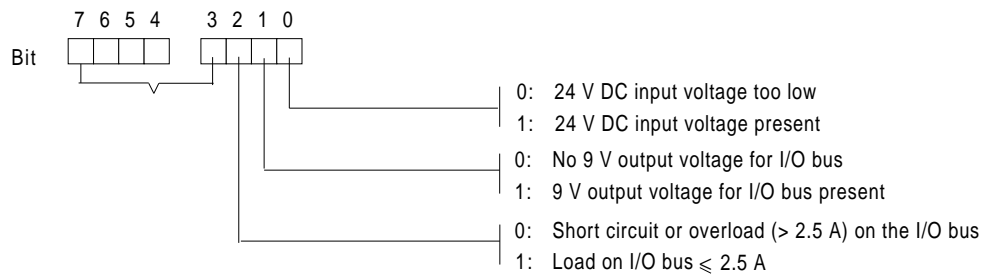 7 6 5 4 3 2 1 0
Bit
0: 24 V DC input voltage too low
1: 24 V DC input voltage present
0: No 9 V output voltage for I/O bus
1: 9 V output voltage for I/O bus present
0: Short circuit or overload (> 2.5 A) on the I/O bus
1: Load on I/O bus ⩽ 2.5 A